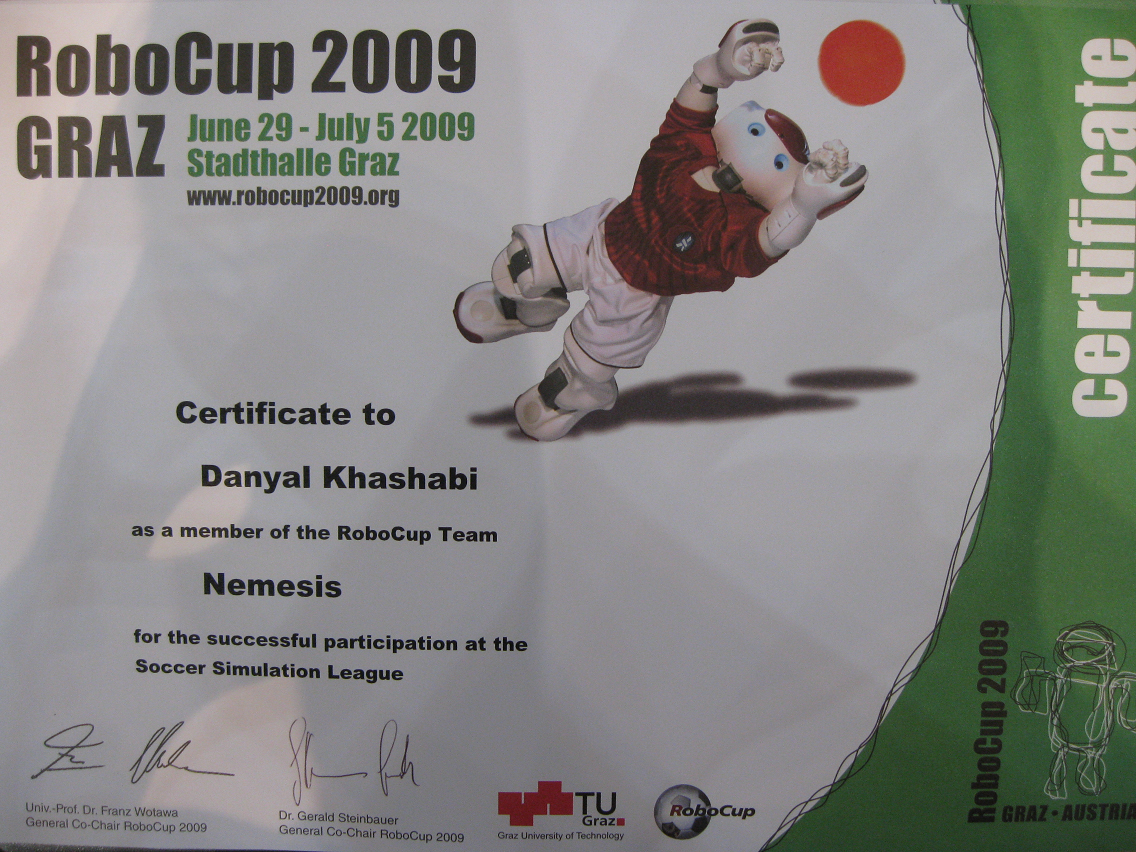 RoboCup 2009
GRAZ
June 29 - July 5 2009
Stadthalle Graz
www.robocup2009.org
certificate
Certificate to
Danyal Khashabi
as a member of the RoboCup Team
Nemesis
for the successful participation at the
Soccer Simulation League
Univ.-Prof. Dr. Franz Wotawa
General Co-Chair RoboCup 2009
Dr. Gerald Steinbauer
General Co-Chair RoboCup 2009
TU
Graz
Graz University of Technology
RoboCup
RoboCup 2009
GRAZ • AUSTRIA